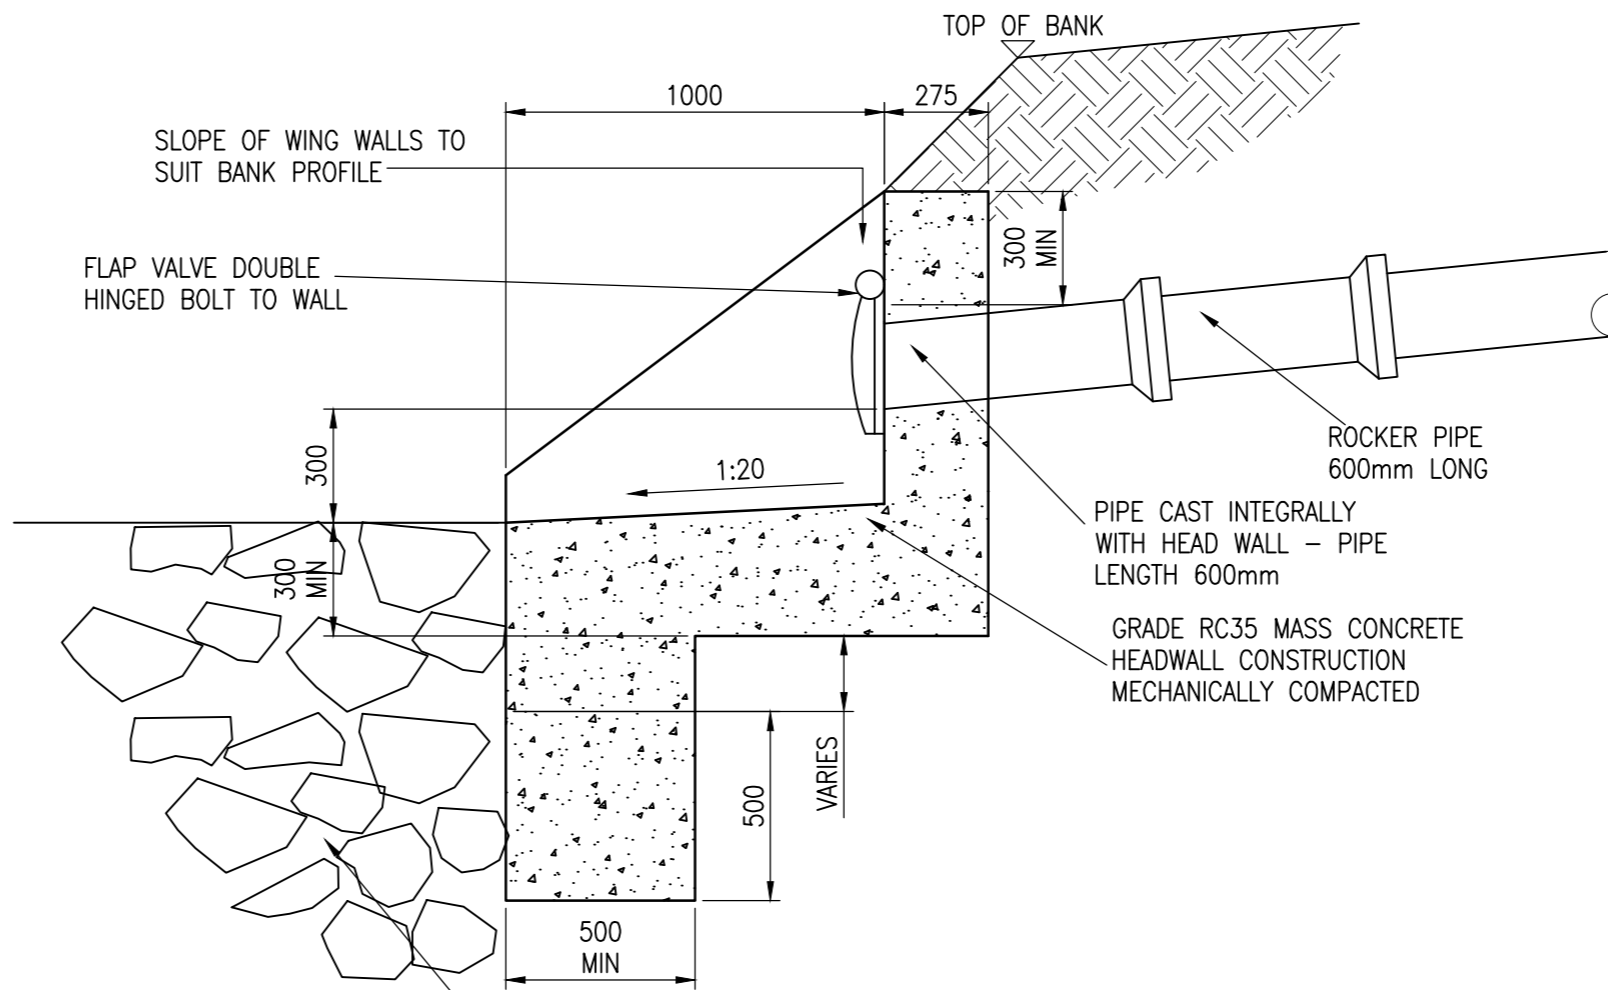 TOP OF BANK
1000
275
SLOPE OF WING WALLS TO
SUIT BANK PROFILE
300
MIN
FLAP VALVE DOUBLE
HINGED BOLT TO WALL
ROCKER PIPE
600mm LONG
300
1:20
PIPE CAST INTEGRALLY
WITH HEAD WALL – PIPE
LENGTH 600mm
300
MIN
GRADE RC35 MASS CONCRETE
HEADWALL CONSTRUCTION
MECHANICALLY COMPACTED
500
VARIES
500
MIN